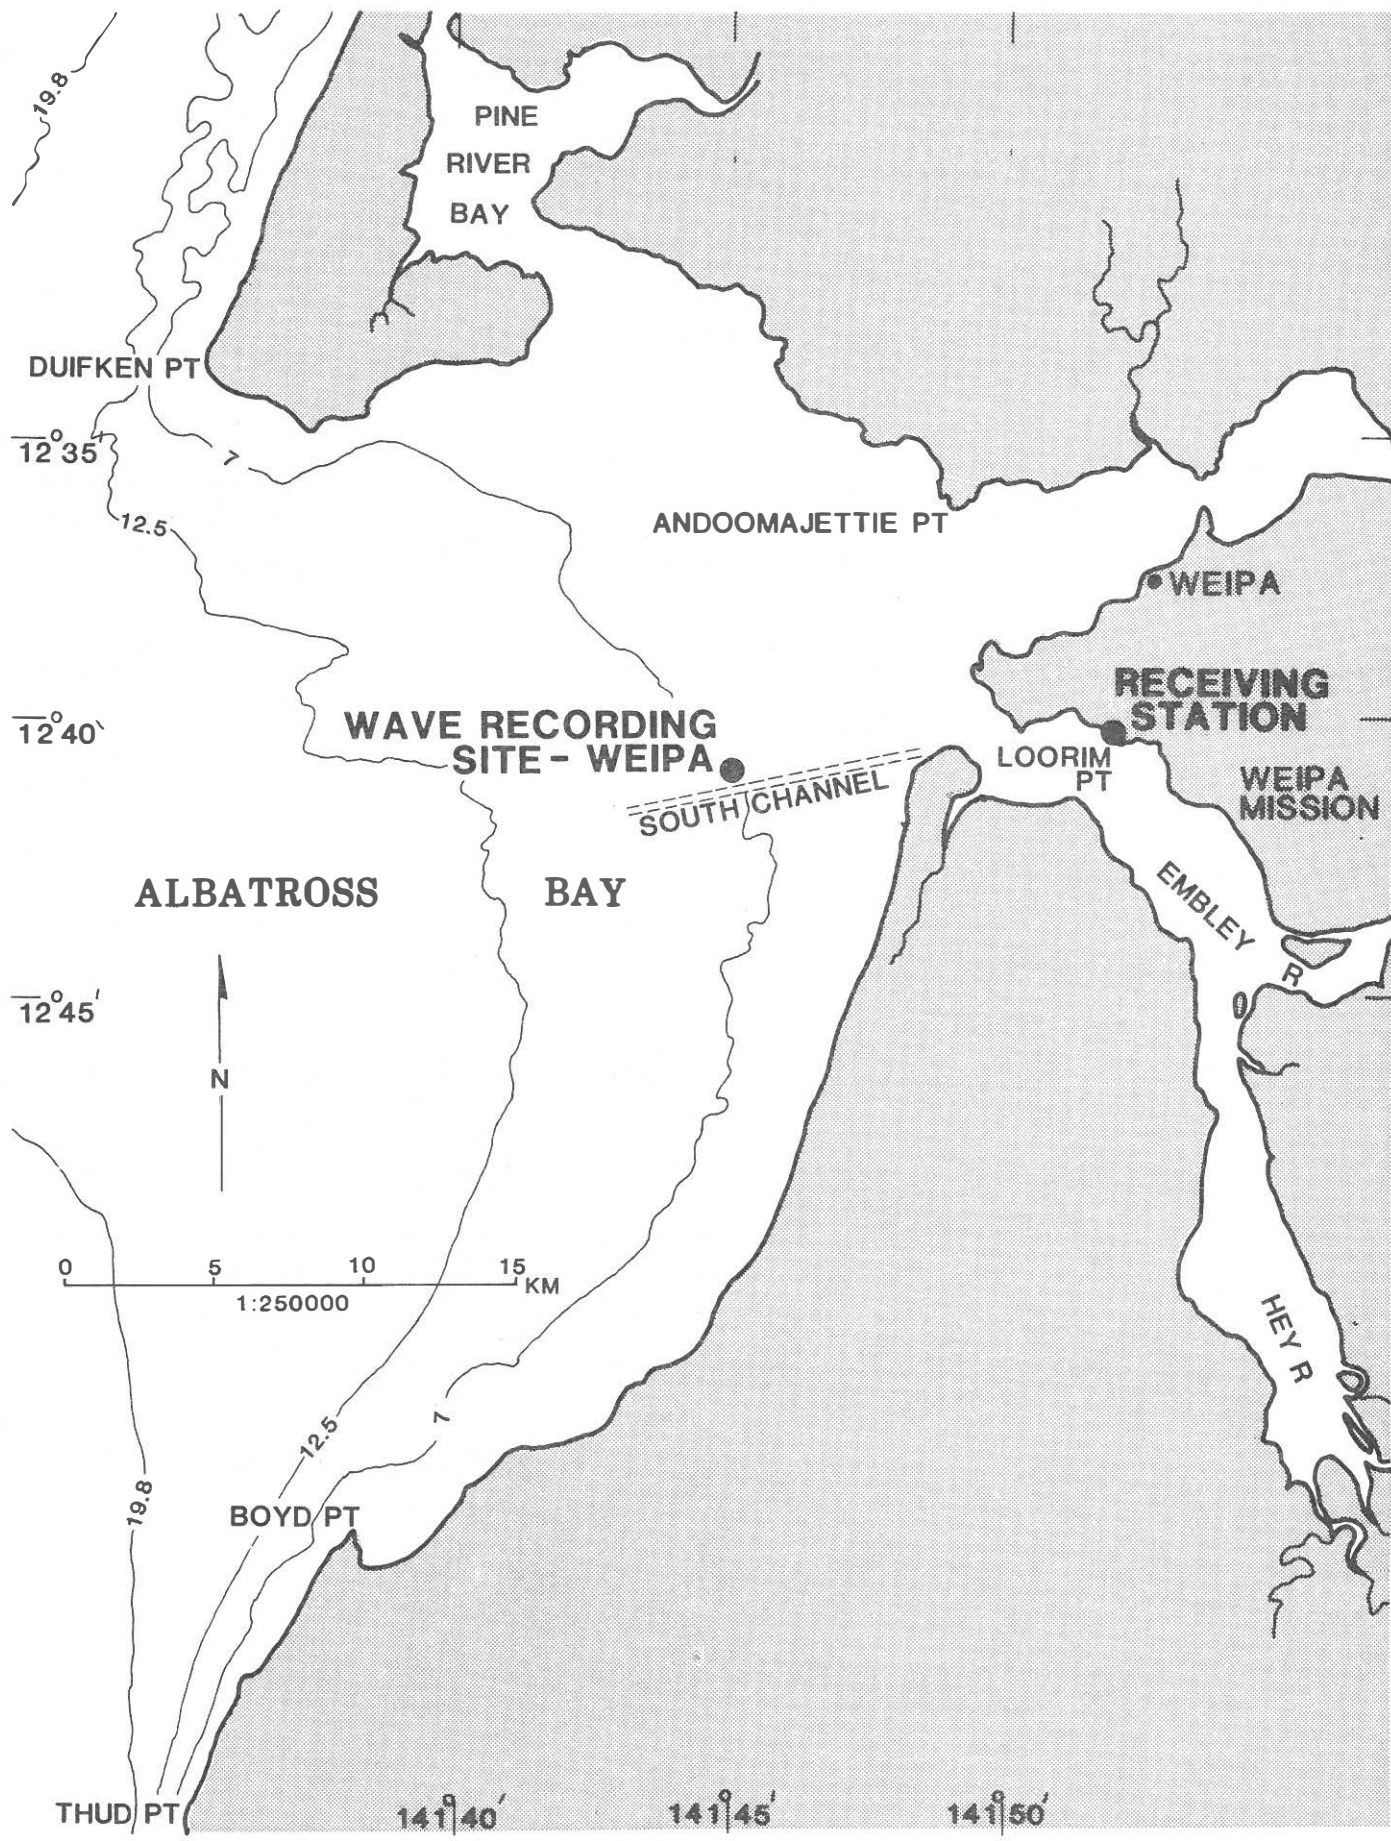 19.8
PINE
RIVER
BAY
DUIFKEN PT
12°35'
7
12.5
ANDOOMAJETTIE PT
WEIPA
RECEIVING
STATION
12°40'
WAVE RECORDING
SITE - WEIPA
LOORIM
PT
WEIPA
MISSION
SOUTH CHANNEL
ALBATROSS BAY
EMBLEY R
12°45'
N
0 5 10 15 KM
1:250000
HEY R
7
12.5
19.8
BOYD PT
THUD PT
141°40' 141°45' 141°50'